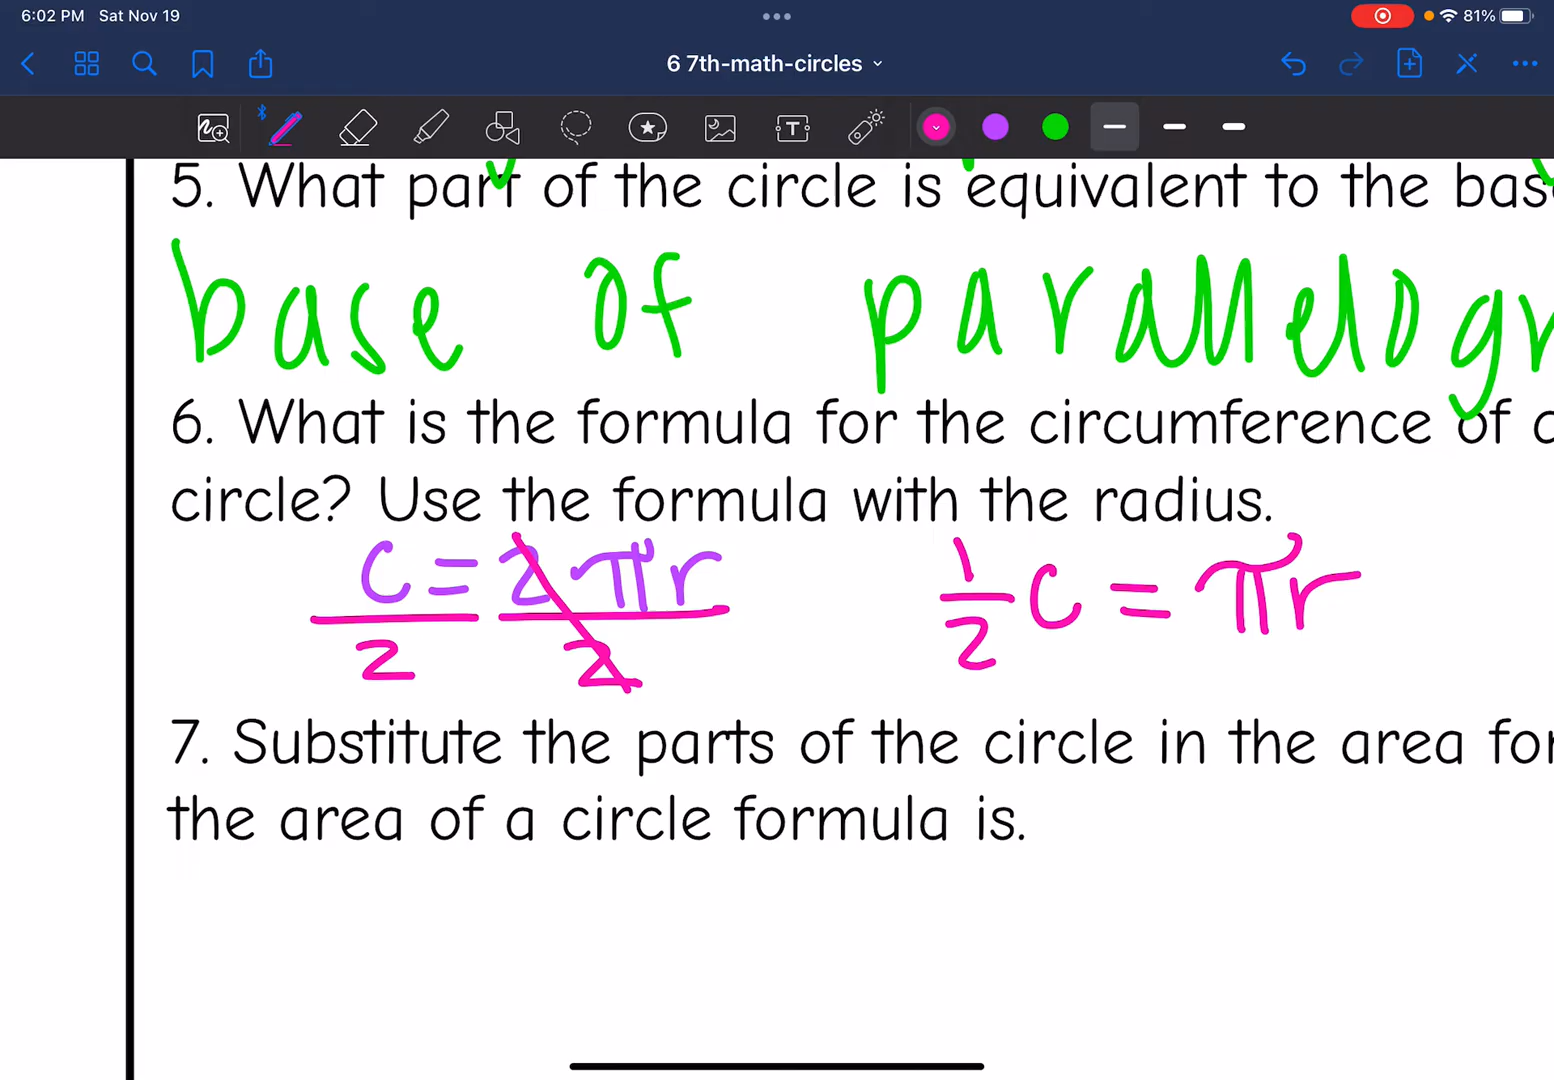 6:02 PM Sat Nov 19
81%
6 7th-math-circles
T
5. What part of the circle is equivalent to the bas
base of parallelogr
6. What is the formula for the circumference of a
circle? Use the formula with the radius.
C = 2πr
2 2
1/2 C = πr
7. Substitute the parts of the circle in the area for
the area of a circle formula is.